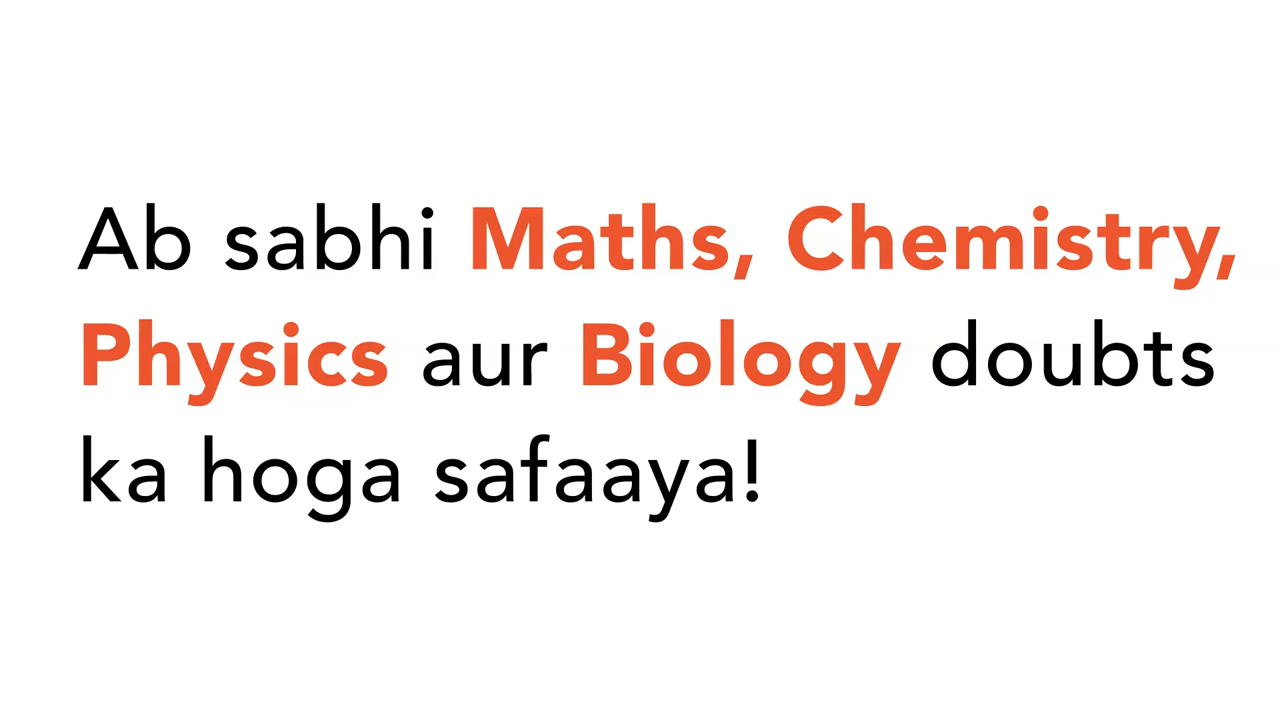 Ab sabhi Maths, Chemistry,
Physics aur Biology doubts
ka hoga safaaya!